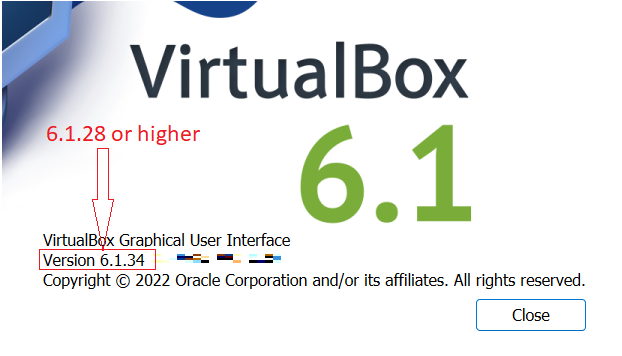 VirtualBox
6.1.28 or higher
6.1
VirtualBox Graphical User Interface
Version 6.1.34
Copyright © 2022 Oracle Corporation and/or its affiliates. All rights reserved.
Close